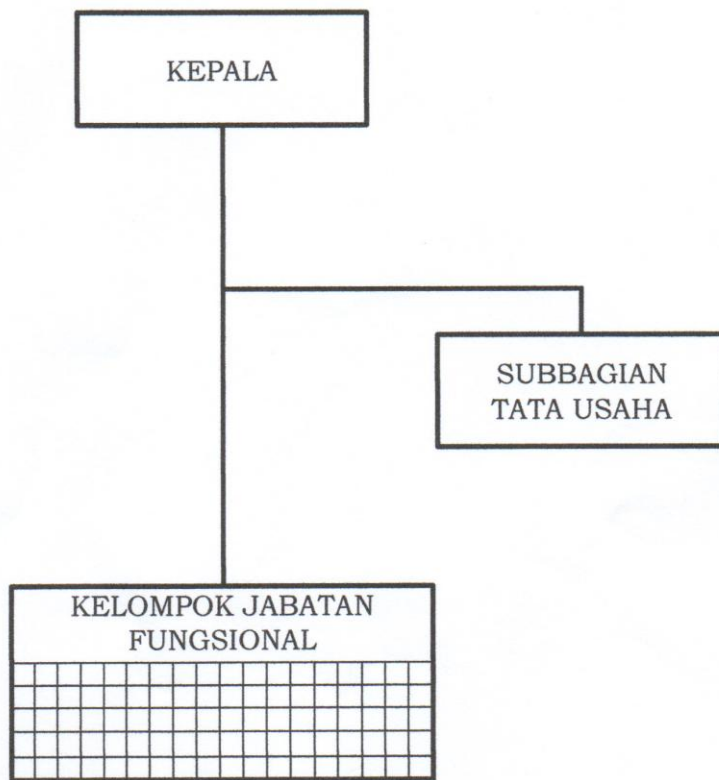 KEPALA
SUBBAGIAN
TATA USAHA
KELOMPOK JABATAN
FUNGSIONAL